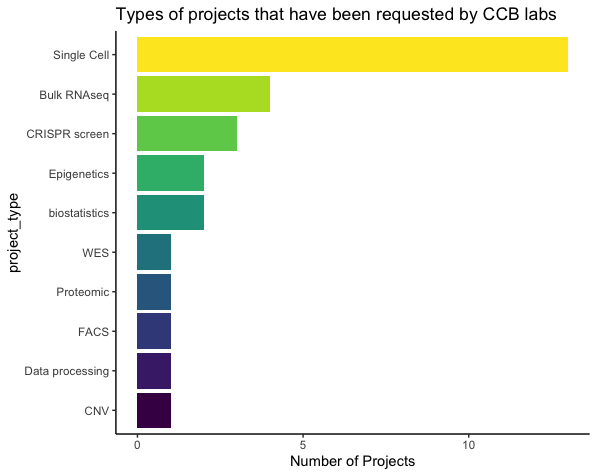 Types of projects that have been requested by CCB labs
Single Cell
Bulk RNAseq
CRISPR screen
Epigenetics
biostatistics
WES
Proteomic
FACS
Data processing
CNV
project_type
0 5 10
Number of Projects